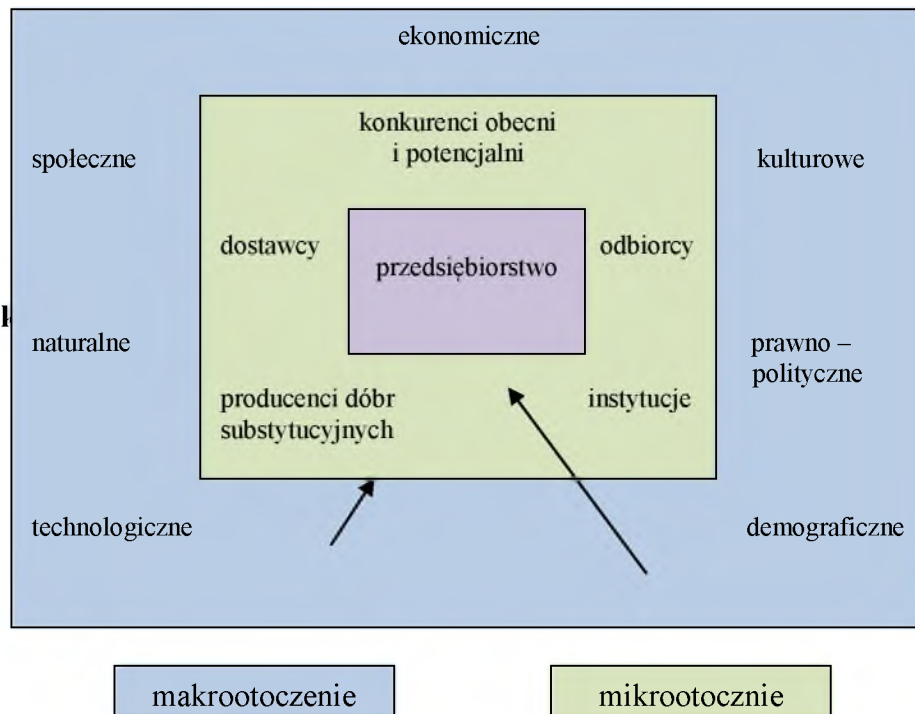 ekonomiczne
konkurenci obecni
i potencjalni
społeczne
kulturowe
dostawcy
odbiorcy
przedsiębiorstwo
naturalne
prawno –
polityczne
producenci dóbr
substytucyjnych
instytucje
technologiczne
demograficzne
makrootoczenie
mikrootocznie